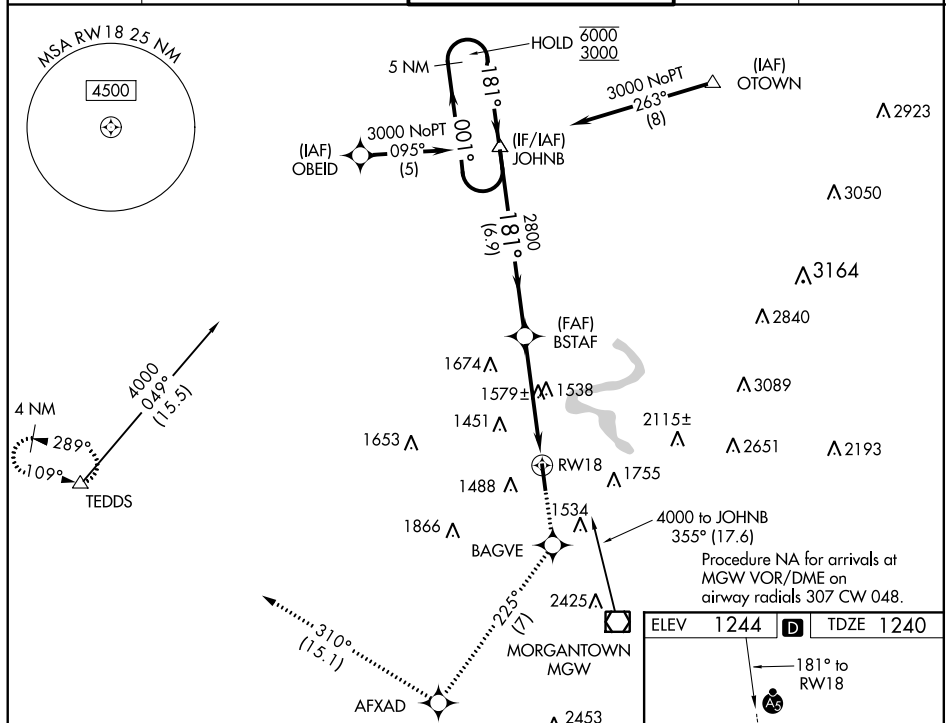 MSA RW18 25 NM
4500
HOLD 6000
3000
5 NM
181°
001°
(IAF)
OTOWN
3000 NoPT
263°
(8)
2923
(IAF)
OBEID
3000 NoPT
095°
(5)
(IF/IAF)
JOHNB
3050
2800
181°
(6.9)
3164
2840
(FAF)
BSTAF
4000
049°
(15.5)
1674
1579±
1538
3089
4 NM
289°
109°
TEDDS
1653
1451
2115±
2651
2193
RW18
1755
1488
1534
1866
BAGVE
4000 to JOHNB
355° (17.6)
Procedure NA for arrivals at
MGW VOR/DME on
airway radials 307 CW 048.
2425
225°
(7)
310°
(15.1)
MORGANTOWN
MGW
AFXAD
2453
ELEV 1244 D TDZE 1240
181° to
RW18
A5